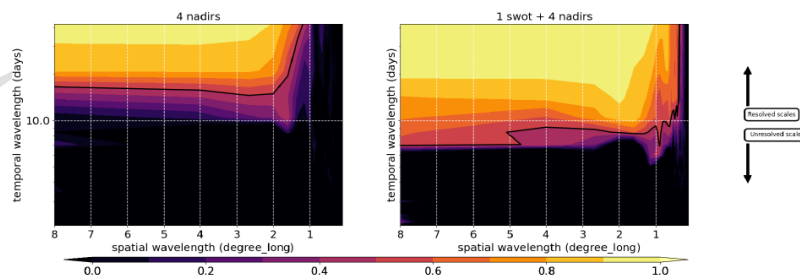 4 nadirs
1 swot + 4 nadirs
temporal wavelength (days)
10.0
8 7 6 5 4 3 2 1
spatial wavelength (degree_long)
temporal wavelength (days)
10.0
8 7 6 5 4 3 2 1
spatial wavelength (degree_long)
Resolved scales
Unresolved scale
0.0 0.2 0.4 0.6 0.8 1.0